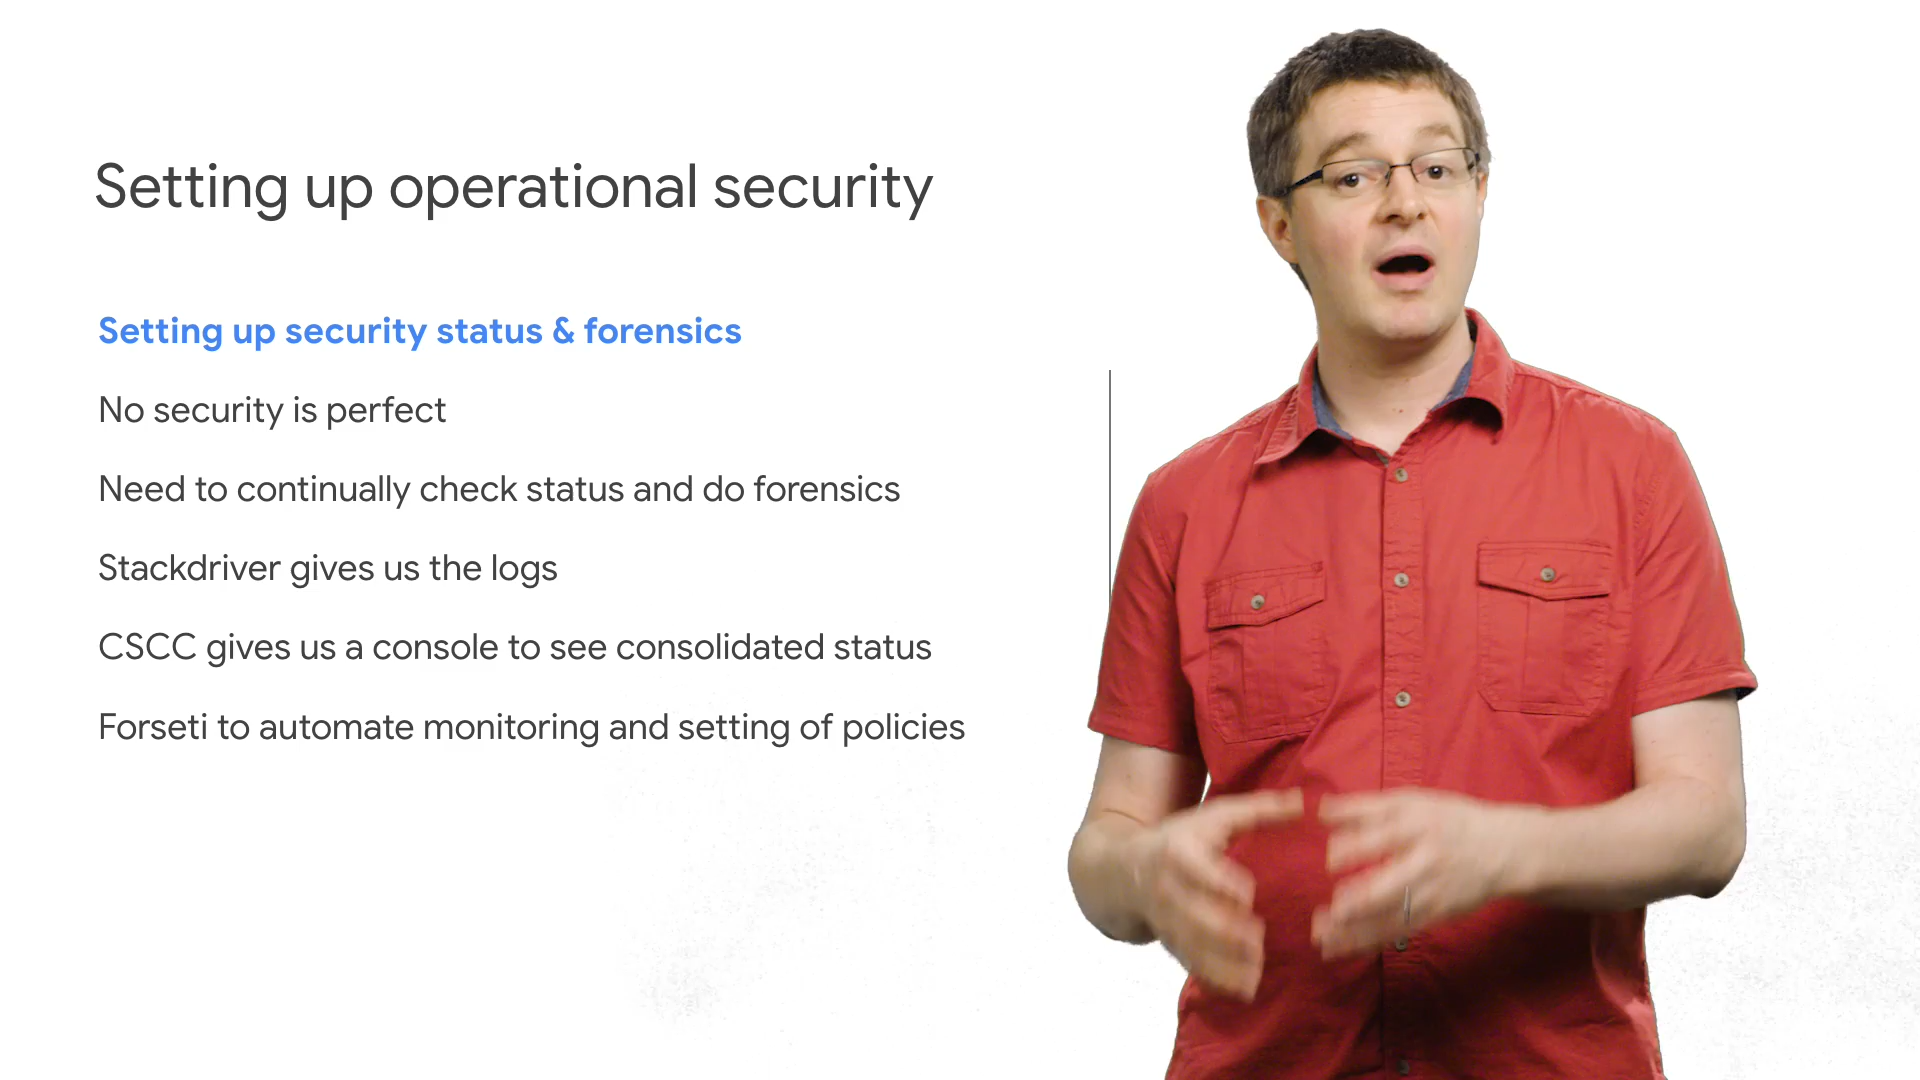 Setting up operational security
Setting up security status & forensics
No security is perfect
Need to continually check status and do forensics
Stackdriver gives us the logs
CSCC gives us a console to see consolidated status
Forseti to automate monitoring and setting of policies